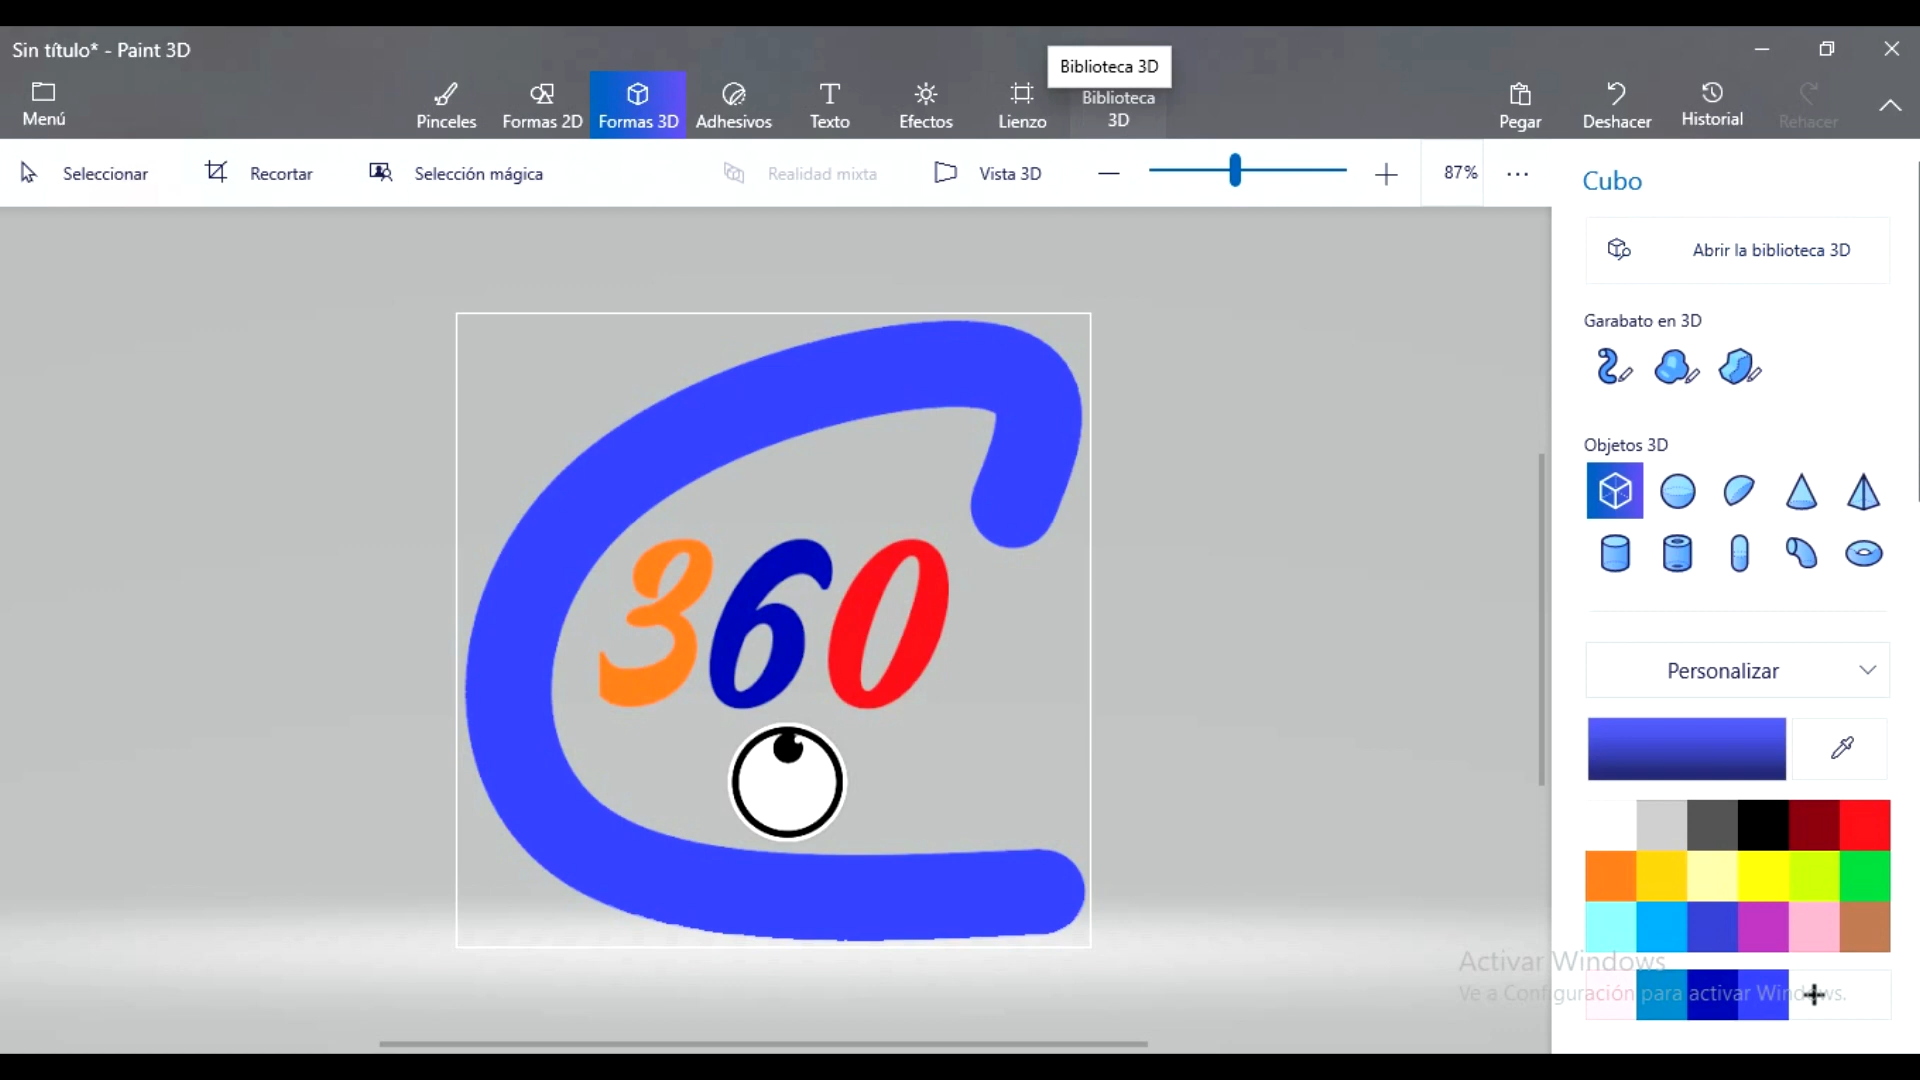 Sin título* - Paint 3D
Biblioteca 3D
Menú
Pinceles
Formas 2D
Formas 3D
Adhesivos
Texto
Efectos
Lienzo
Biblioteca
3D
Pegar
Deshacer
Historial
Rehacer
Seleccionar
Recortar
Selección mágica
Realidad mixta
Vista 3D
87%
Cubo
Abrir la biblioteca 3D
Garabato en 3D
Objetos 3D
360
Personalizar
Activar Windows
Ve a Configuración para activar Windows.